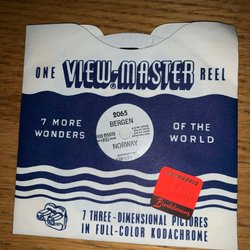 ONE VIEW-MASTER REEL
7 MORE
WONDERS
OF THE
WORLD
2065
BERGEN
NORWAY
7 THREE-DIMENSIONAL PICTURES
IN FULL-COLOR KODACHROME